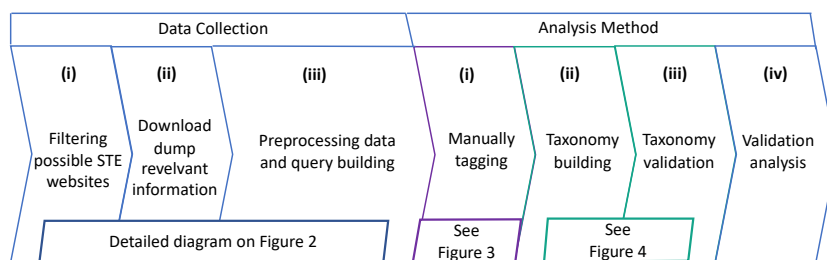 Data Collection
Analysis Method
(i)
(ii)
(iii)
(i)
(ii)
(iii)
(iv)
Filtering
possible STE
websites
Download
dump
revelvant
information
Preprocessing data
and query building
Manually
tagging
Taxonomy
building
Taxonomy
validation
Validation
analysis
Detailed diagram on Figure 2
See
Figure 3
See
Figure 4